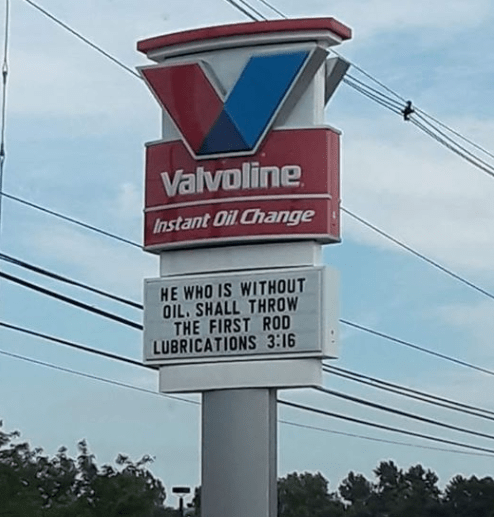 Valvoline
Instant Oil Change
HE WHO IS WITHOUT
OIL, SHALL THROW
THE FIRST ROD
LUBRICATIONS 3:16